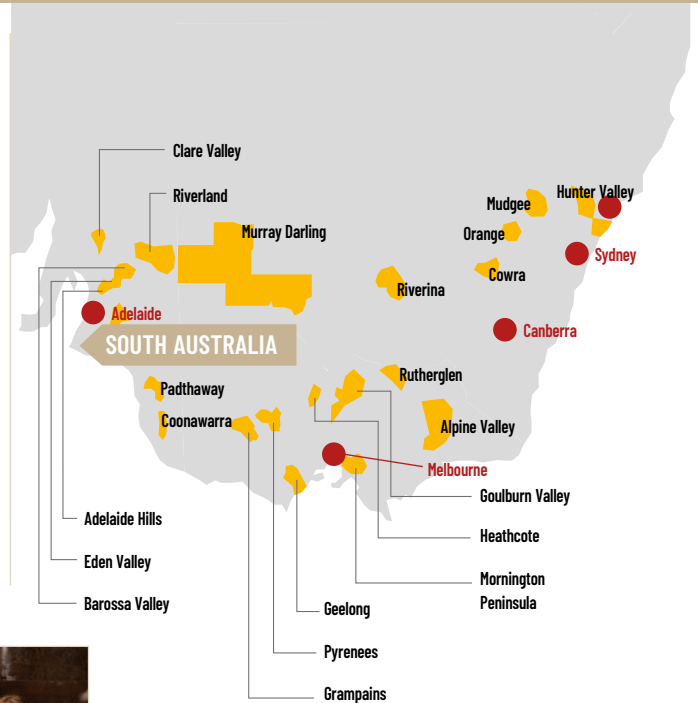 Clare Valley
Riverland
Hunter Valley
Mudgee
Murray Darling
Orange
Sydney
Cowra
Riverina
Adelaide
Canberra
SOUTH AUSTRALIA
Rutherglen
Padthaway
Coonawarra
Alpine Valley
Melbourne
Goulburn Valley
Adelaide Hills
Heathcote
Eden Valley
Mornington
Peninsula
Barossa Valley
Geelong
Pyrenees
Grampains